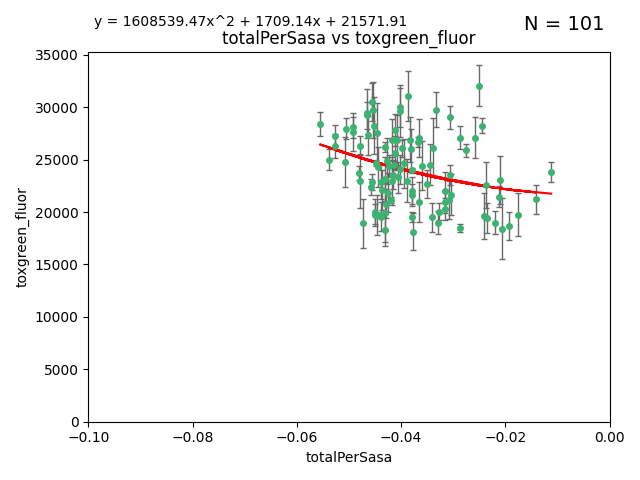 y = 1608539.47x^2 + 1709.14x + 21571.91
N = 101
totalPerSasa vs toxgreen_fluor
35000
30000
25000
20000
15000
10000
5000
0
toxgreen_fluor
−0.10 −0.08 −0.06 −0.04 −0.02 0.00
totalPerSasa